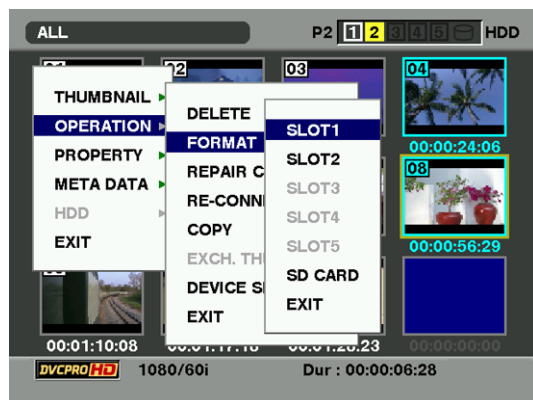 ALL
P2 1 2 3 4 5 HDD
02
03
04
THUMBNAIL
OPERATION
PROPERTY
META DATA
HDD
EXIT
DELETE
FORMAT
REPAIR C
RE-CONN
COPY
EXCH. TH
DEVICE S
EXIT
SLOT1
SLOT2
SLOT3
SLOT4
SLOT5
SD CARD
EXIT
00:00:24:06
08
00:00:56:29
00:01:10:08
00:00:00:00
DVCPRO HD 1080/60i Dur : 00:00:06:28